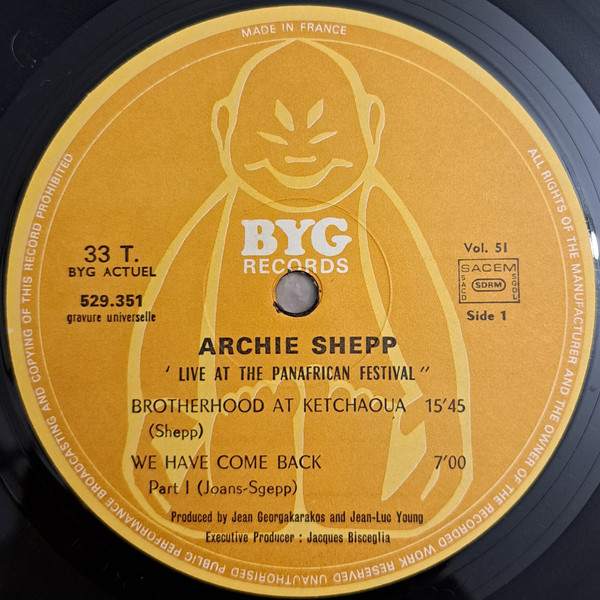 MADE IN FRANCE
ALL RIGHTS OF THE MANUFACTURER AND THE OWNER OF THE RECORDED WORK RESERVED UNAUTHORISED PUBLIC PERFORMANCE BROADCASTING AND COPYING OF THIS RECORD PROHIBITED
BYG
RECORDS
33 T.
BYG ACTUEL
529.351
gravure universelle
Vol. 51
SACEM
SACD
SDRM
SGDL
Side 1
ARCHIE SHEPP
' LIVE AT THE PANAFRICAN FESTIVAL "
BROTHERHOOD AT KETCHAOUA 15'45
(Shepp)
WE HAVE COME BACK 7'00
Part I (Joans-Sgepp)
Produced by Jean Georgakarakos and Jean-Luc Young
Executive Producer : Jacques Bisceglia